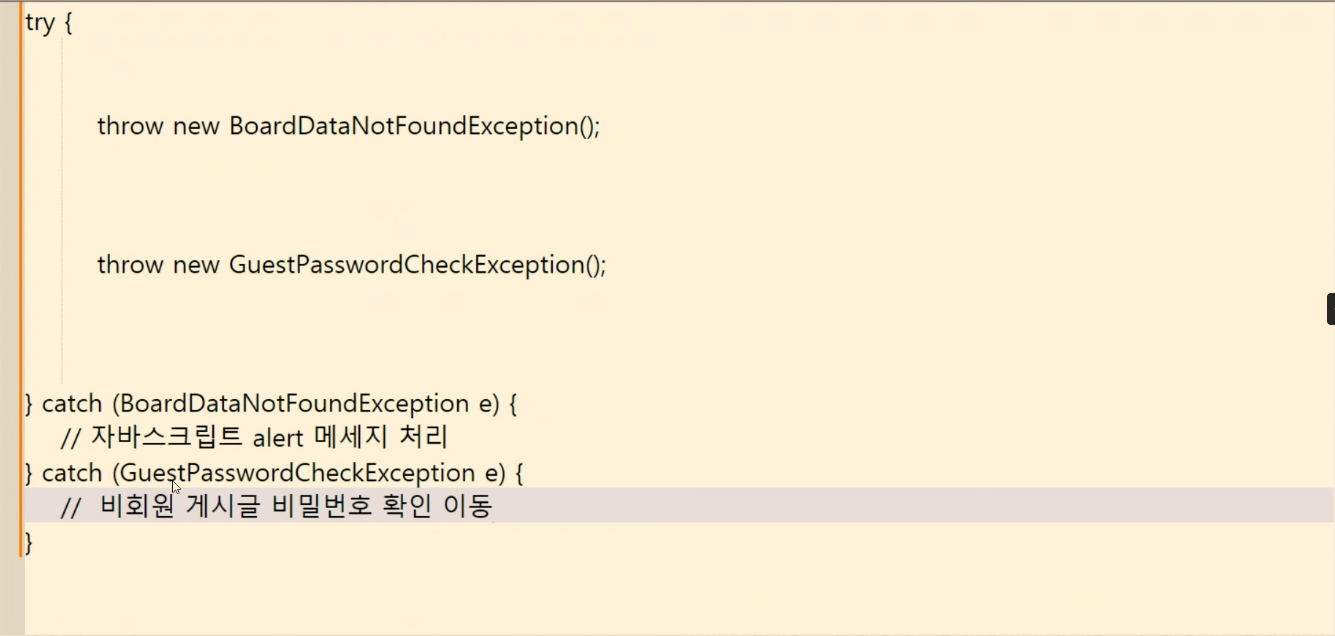 try {
throw new BoardDataNotFoundException();
throw new GuestPasswordCheckException();
} catch (BoardDataNotFoundException e) {
// 자바스크립트 alert 메세지 처리
} catch (GuestPasswordCheckException e) {
// 비회원 게시글 비밀번호 확인 이동
}